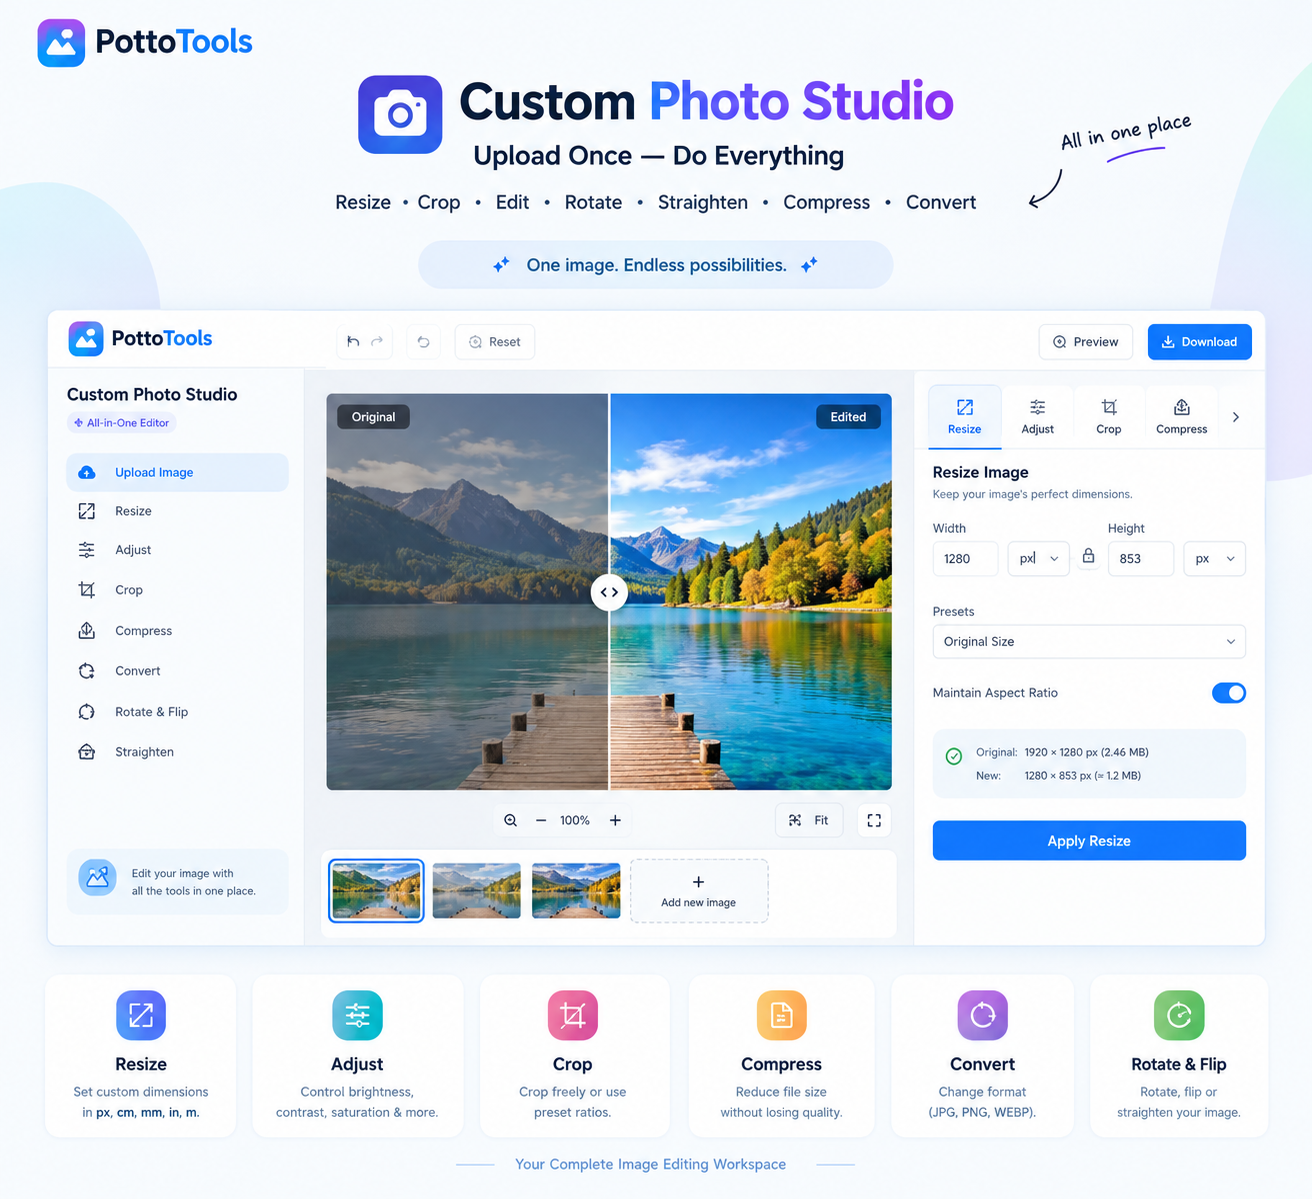 PottoTools
Custom Photo Studio
Upload Once — Do Everything
All in one place
Resize • Crop • Edit • Rotate • Straighten • Compress • Convert
One image. Endless possibilities.
PottoTools
Reset
Preview
Download
Custom Photo Studio
All-in-One Editor
Upload Image
Resize
Adjust
Crop
Compress
Convert
Rotate & Flip
Straighten
Edit your image with
all the tools in one place.
Original
Edited
100%
Fit
Add new image
Resize
Adjust
Crop
Compress
Resize Image
Keep your image's perfect dimensions.
Width
Height
1280
px
853
px
Presets
Original Size
Maintain Aspect Ratio
Original: 1920 × 1280 px (2.46 MB)
New: 1280 × 853 px (≈ 1.2 MB)
Apply Resize
Resize
Set custom dimensions
in px, cm, mm, in, m.
Adjust
Control brightness,
contrast, saturation & more.
Crop
Crop freely or use
preset ratios.
Compress
Reduce file size
without losing quality.
Convert
Change format
(JPG, PNG, WEBP).
Rotate & Flip
Rotate, flip or
straighten your image.
Your Complete Image Editing Workspace